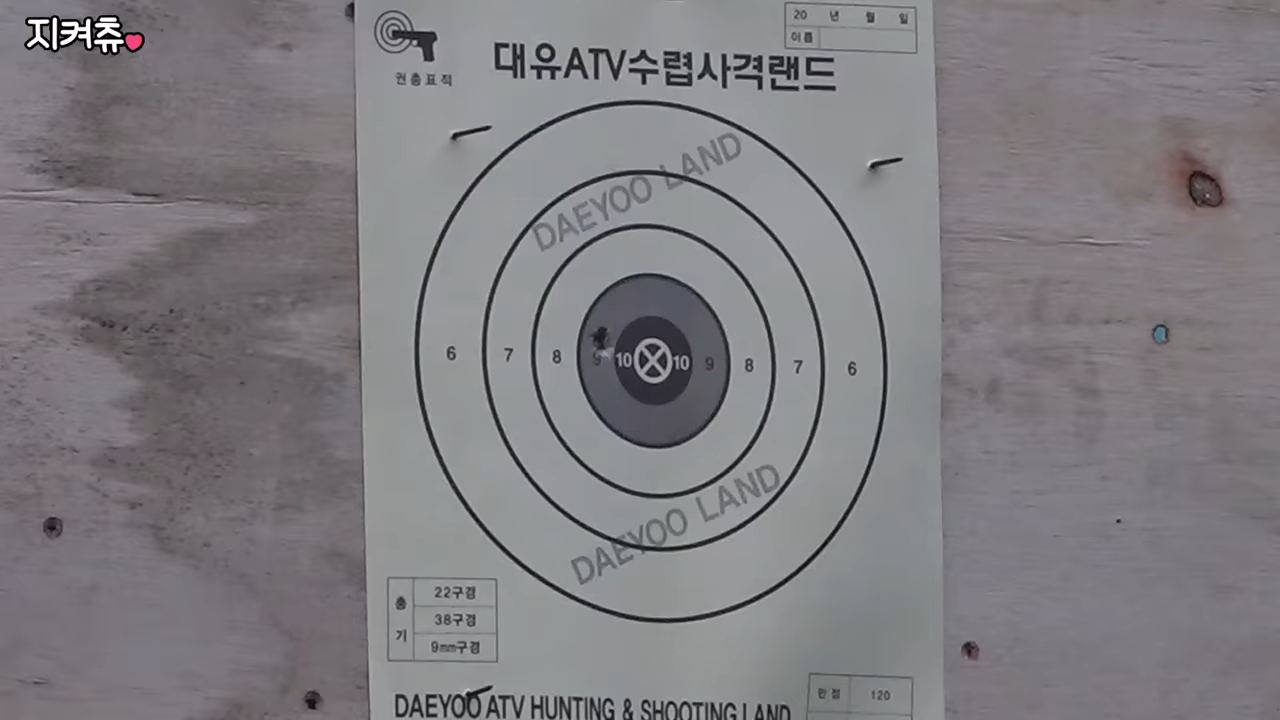 지켜츄
20 년 월 일
이름
권총표적
대유ATV수렵사격랜드
DAEYOO LAND
6 7 8 9 10 10 9 8 7 6
DAEYOO LAND
총기
22구경
38구경
9mm구경
만점 120
DAEYOO ATV HUNTING & SHOOTING LAND